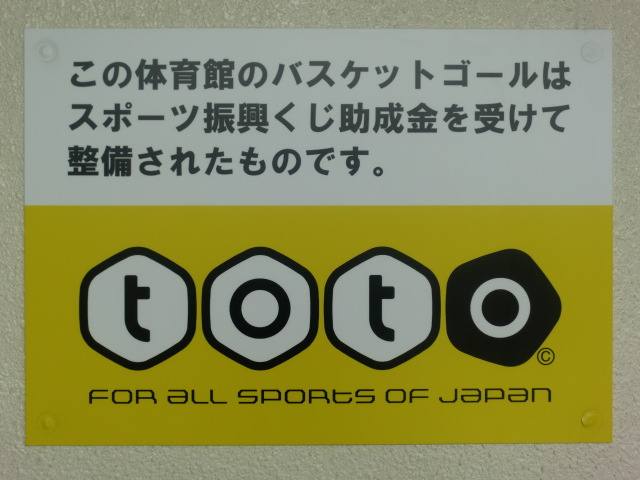 この体育館のバスケットゴールは
スポーツ振興くじ助成金を受けて
整備されたものです。
toto
©
FOR ALL SPORTS OF JAPAN